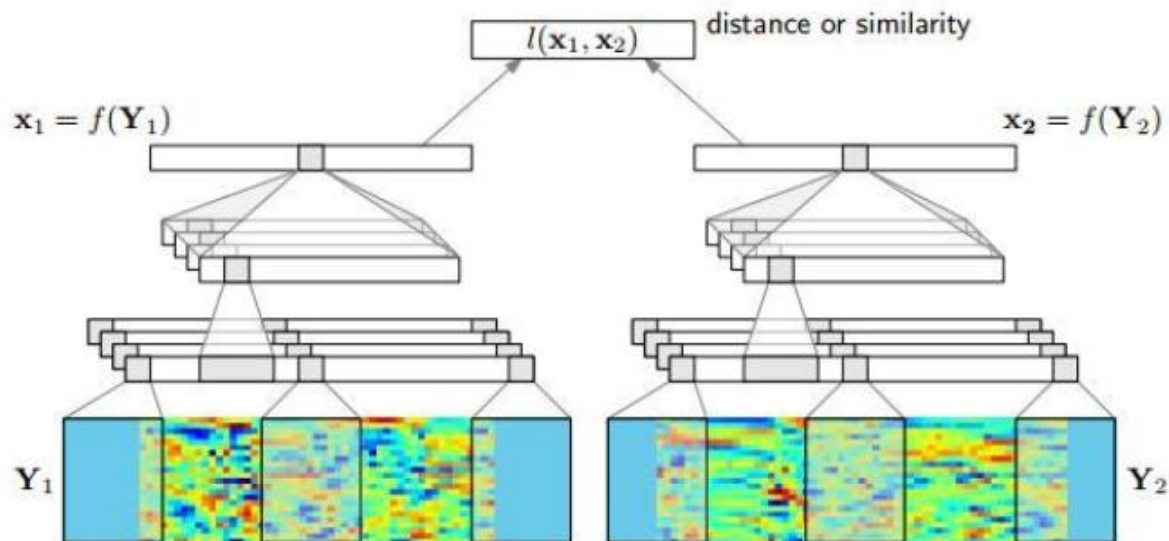 l(x₁, x₂)
distance or similarity
x₁ = f(Y₁)
x₂ = f(Y₂)
Y₁
Y₂